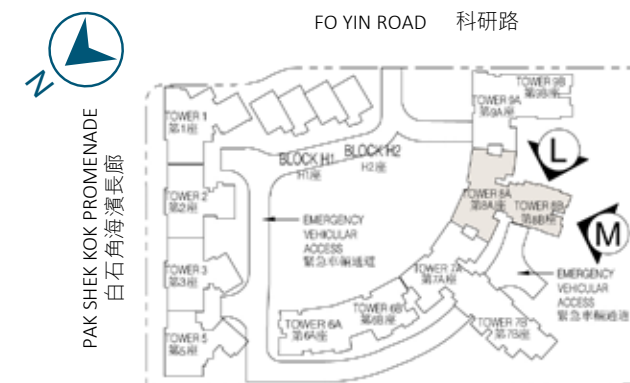 FO YIN ROAD 科研路
N
PAK SHEK KOK PROMENADE
白石角海濱長廊
TOWER 1
第1座
TOWER 9B
第9B座
TOWER 9A
第9A座
BLOCK H1
H1座
BLOCK H2
H2座
L
TOWER 2
第2座
TOWER 8A
第8A座
TOWER 8B
第8B座
M
EMERGENCY
VEHICULAR
ACCESS
緊急車輛通道
TOWER 3
第3座
TOWER 7A
第7A座
EMERGENCY
VEHICULAR
ACCESS
緊急車輛通道
TOWER 5
第5座
TOWER 6A
第6A座
TOWER 6B
第6B座
TOWER 7B
第7B座